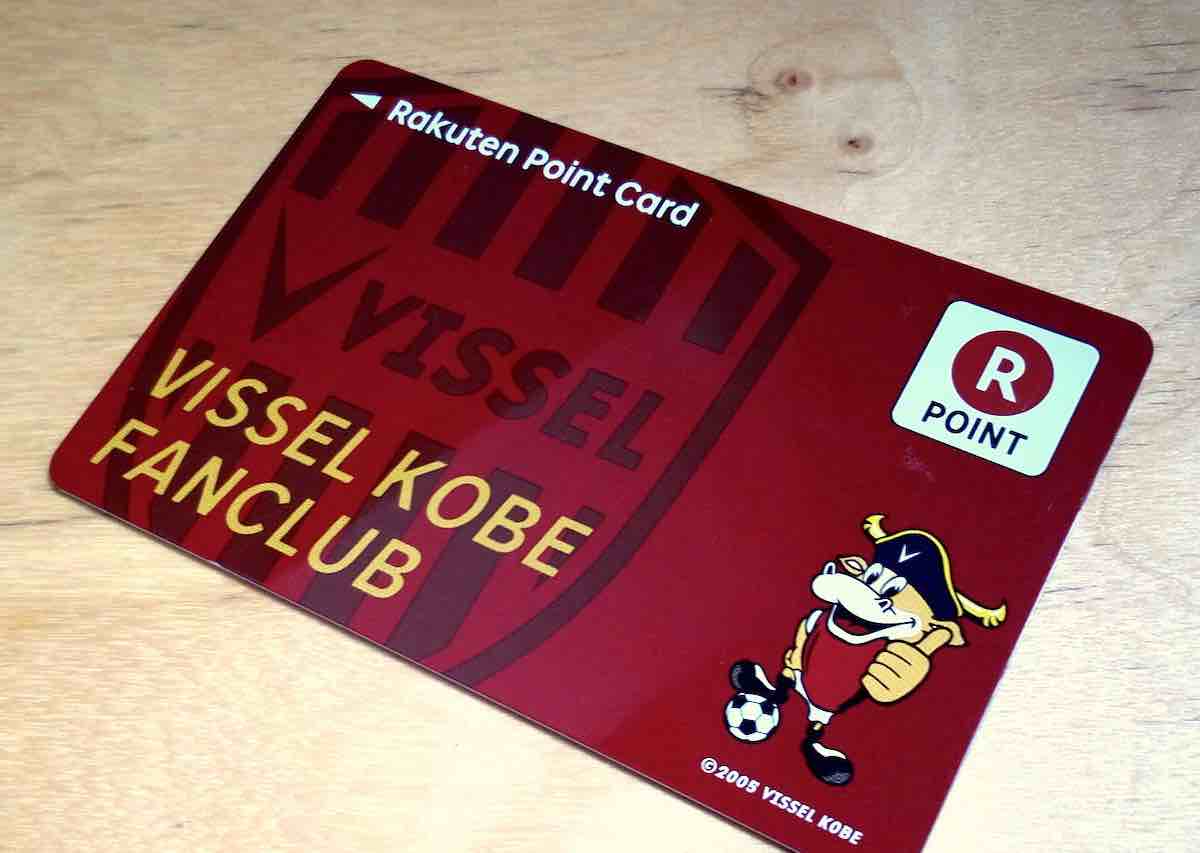 Rakuten Point Card
VISSEL
VISSEL KOBE
FANCLUB
R
POINT
©2005 VISSEL KOBE